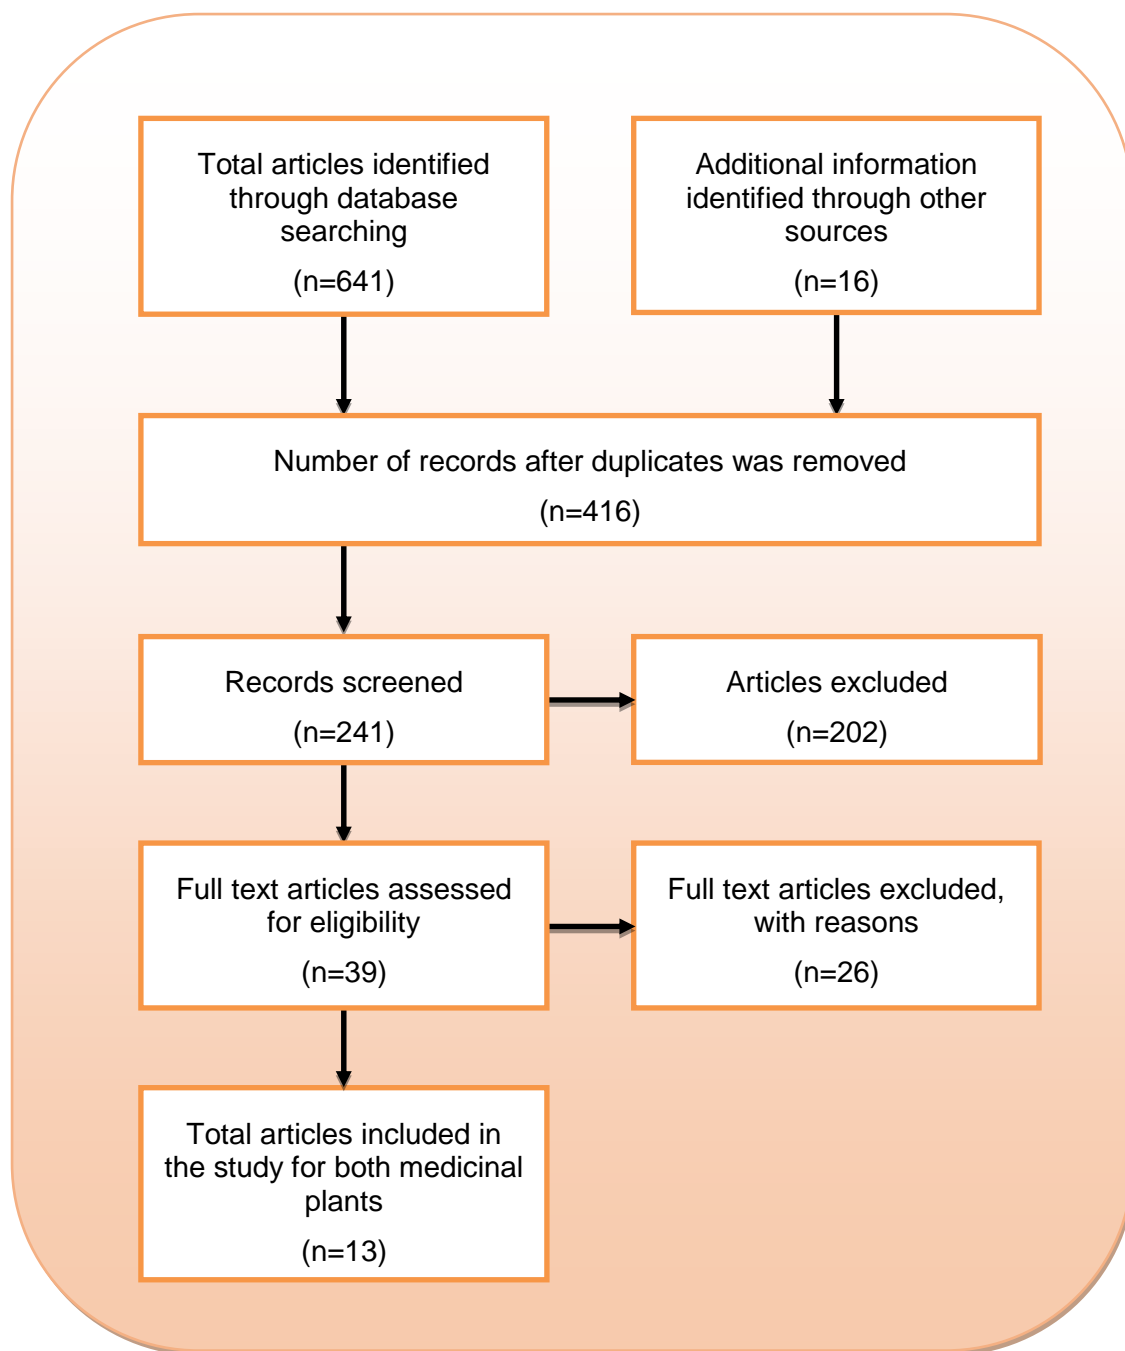 Total articles identified
through database
searching
(n=641)
Additional information
identified through other
sources
(n=16)
Number of records after duplicates was removed
(n=416)
Records screened
(n=241)
Articles excluded
(n=202)
Full text articles assessed
for eligibility
(n=39)
Full text articles excluded,
with reasons
(n=26)
Total articles included in
the study for both medicinal
plants
(n=13)